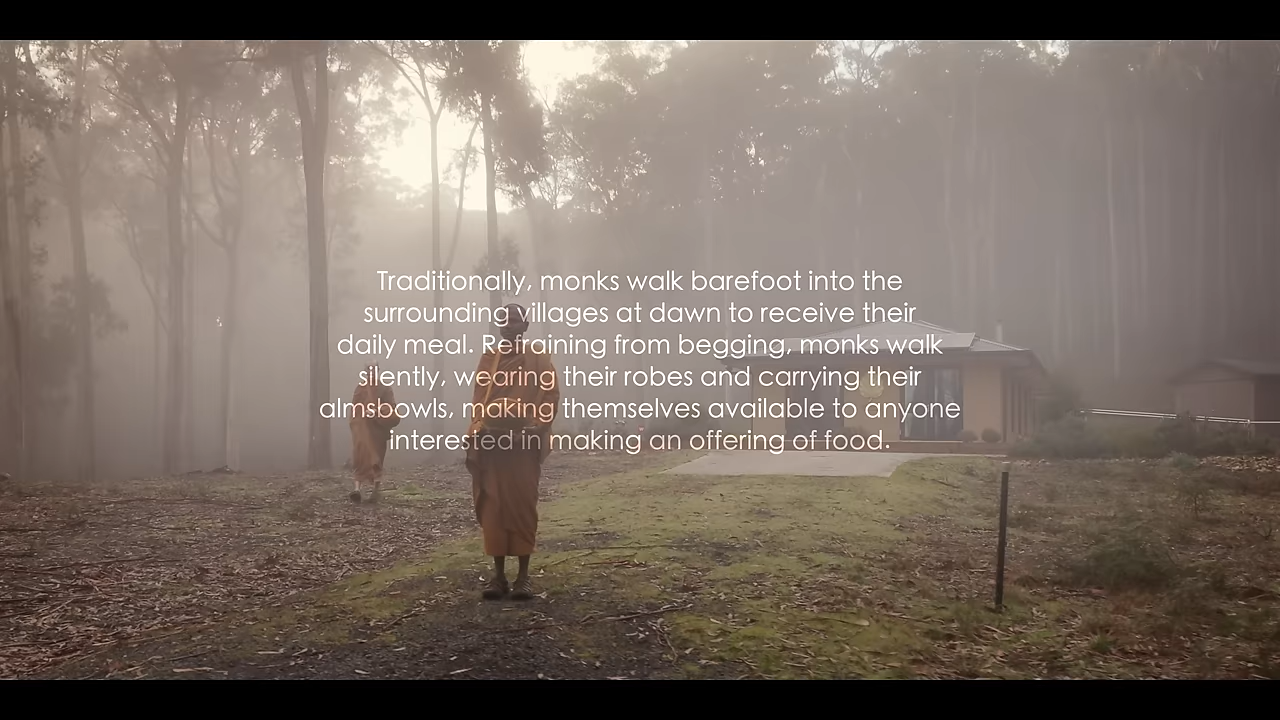 Traditionally, monks walk barefoot into the
surrounding villages at dawn to receive their
daily meal. Refraining from begging, monks walk
silently, wearing their robes and carrying their
almsbowls, making themselves available to anyone
interested in making an offering of food.